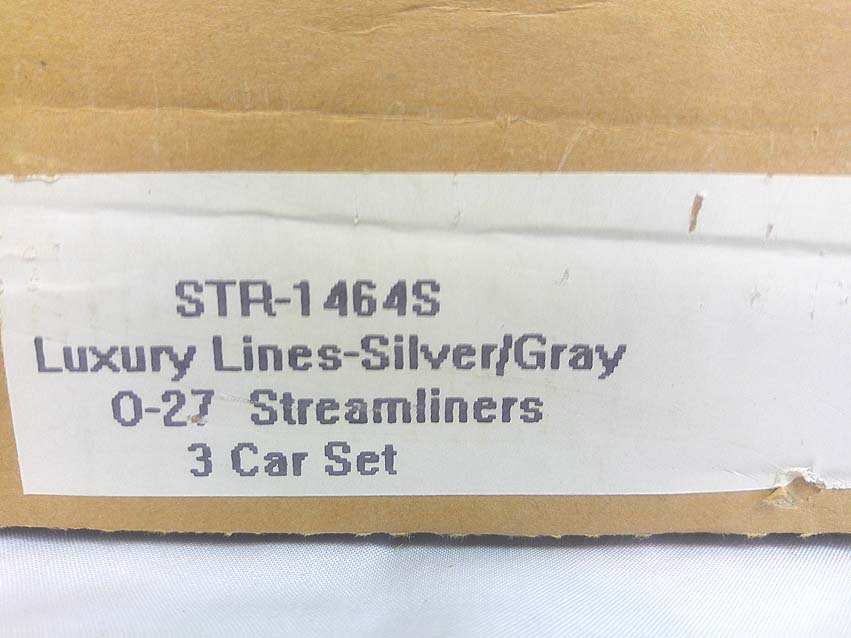 STR-1464S
Luxury Lines-Silver/Gray
0-27 Streamliners
3 Car Set